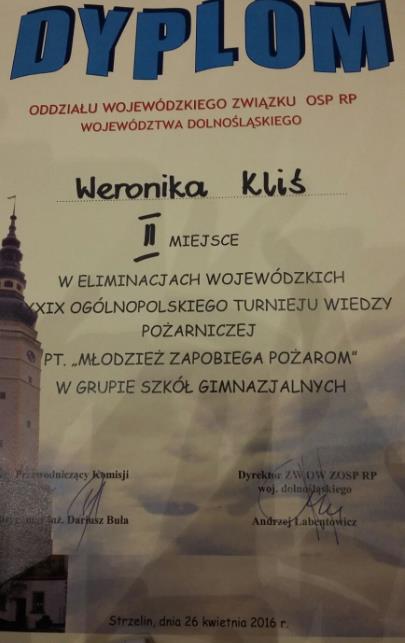 DYPLOM
ODDZIAŁU WOJEWÓDZKIEGO ZWIĄZKU OSP RP
WOJEWÓDZTWA DOLNOŚLĄSKIEGO
Weronika Kliś
II MIEJSCE
W ELIMINACJACH WOJEWÓDZKICH
XXIX OGÓLNOPOLSKIEGO TURNIEJU WIEDZY
POŻARNICZEJ
PT. „MŁODZIEŻ ZAPOBIEGA POŻAROM"
W GRUPIE SZKÓŁ GIMNAZJALNYCH
Przewodniczący Komisji
Dyrektor ZW OW ZOSP RP
woj. dolnośląskiego
inż. Dariusz Buła
Andrzej Łabentowicz
Strzelin, dnia 26 kwietnia 2016 r.